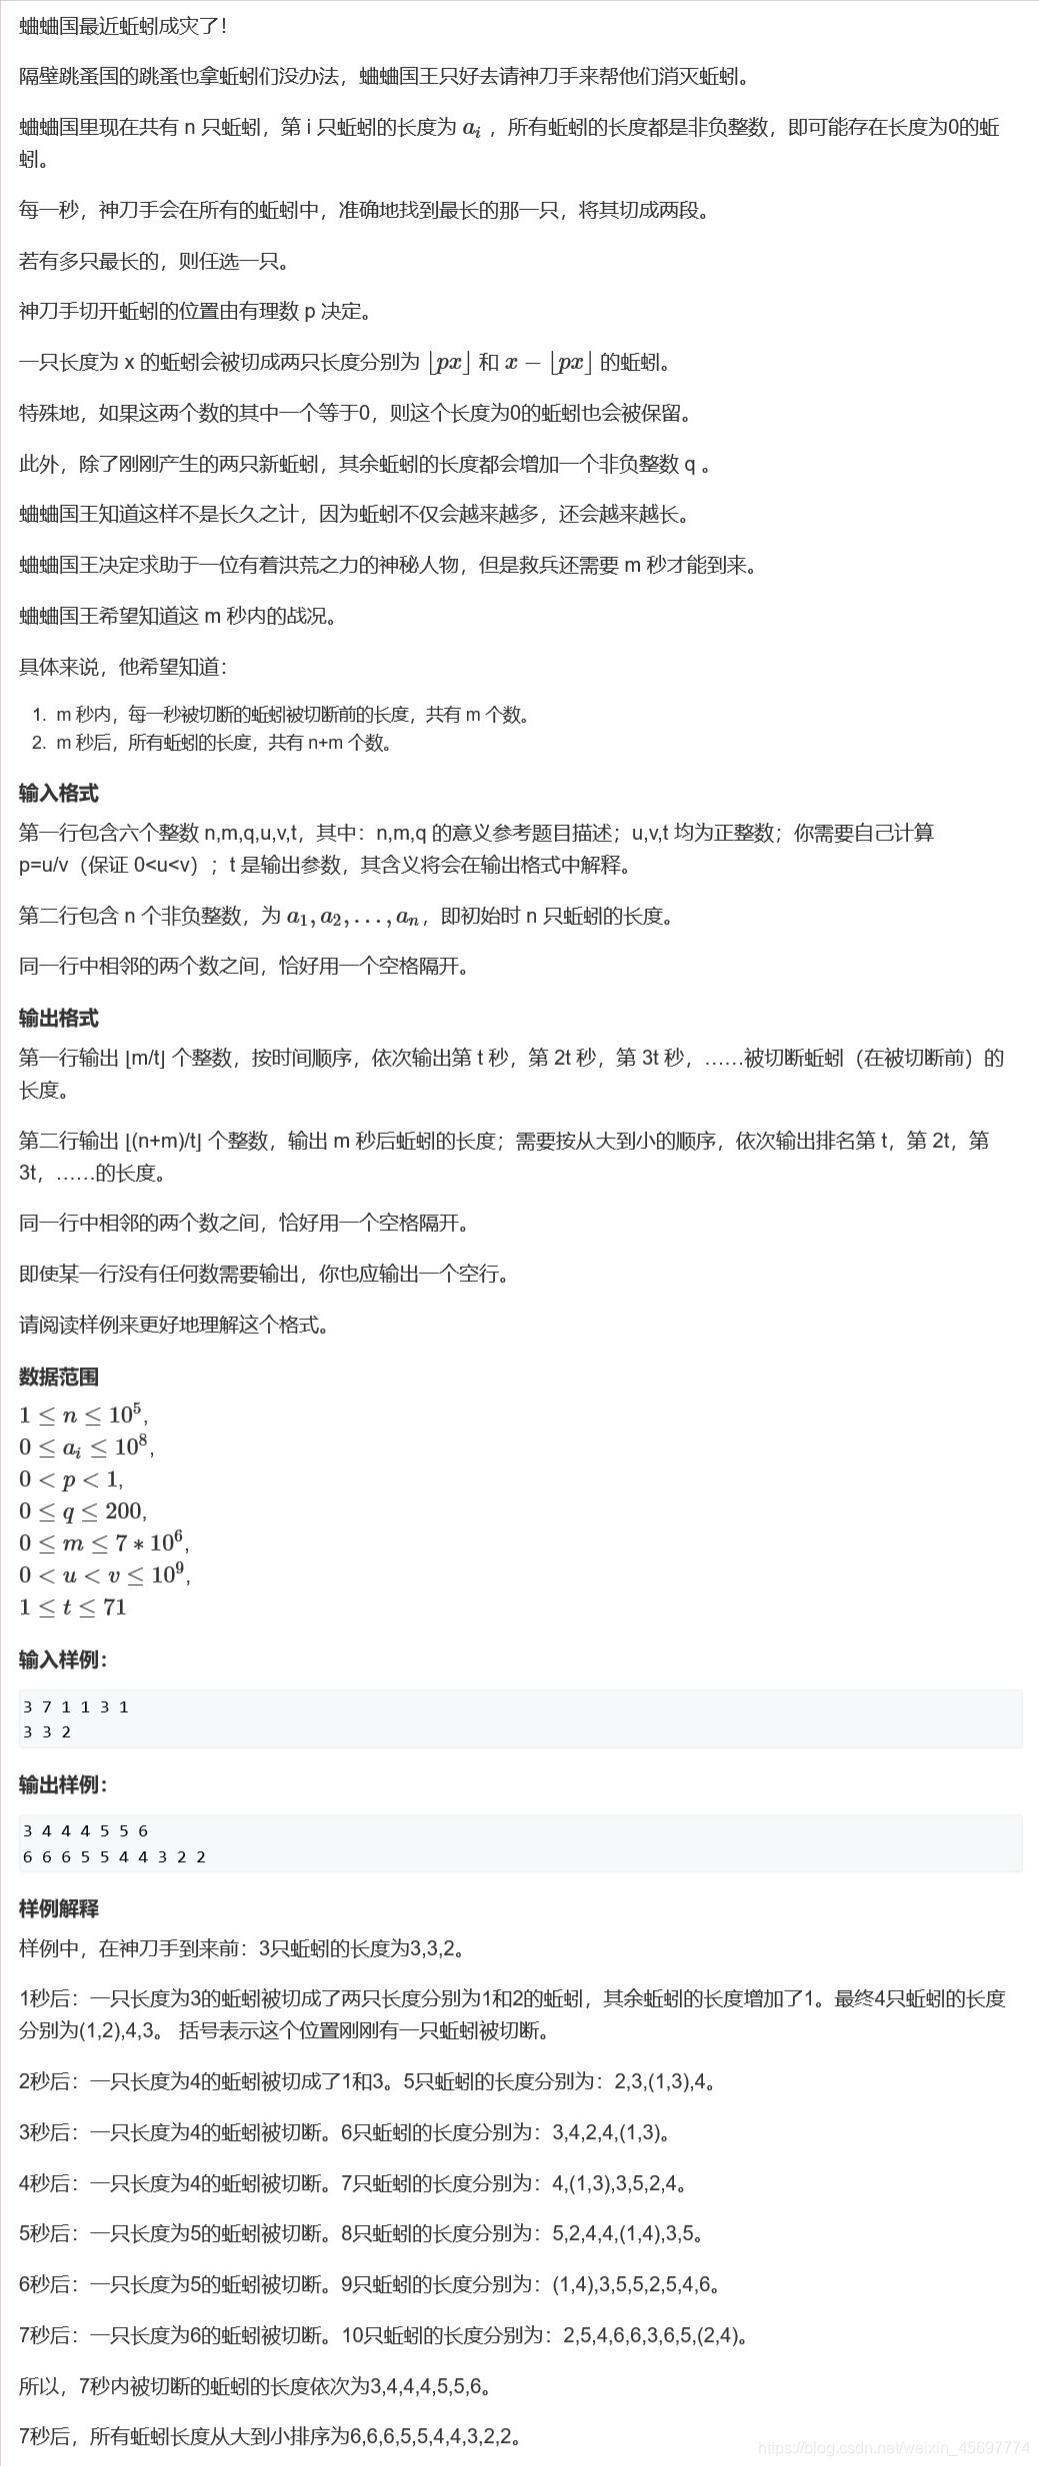 蛐蛐国最近蚯蚓成灾了！
隔壁跳蚤国的跳蚤也拿蚯蚓们没办法，蛐蛐国王只好去请神刀手来帮他们消灭蚯蚓。
蛐蛐国里现在共有 n 只蚯蚓，第 i 只蚯蚓的长度为 aᵢ ，所有蚯蚓的长度都是非负整数，即可能存在长度为0的蚯
蚓。
每一秒，神刀手会在所有的蚯蚓中，准确地找到最长的那一只，将其切成两段。
若有多只最长的，则任选一只。
神刀手切开蚯蚓的位置由有理数 p 决定。
一只长度为 x 的蚯蚓会被切成两只长度分别为 ⌊px⌋ 和 x − ⌊px⌋ 的蚯蚓。
特殊地，如果这两个数的其中一个等于0，则这个长度为0的蚯蚓也会被保留。
此外，除了刚刚产生的两只新蚯蚓，其余蚯蚓的长度都会增加一个非负整数 q 。
蛐蛐国王知道这样不是长久之计，因为蚯蚓不仅会越来越多，还会越来越长。
蛐蛐国王决定求助于一位有着洪荒之力的神秘人物，但是救兵还需要 m 秒才能到来。
蛐蛐国王希望知道这 m 秒内的战况。
具体来说，他希望知道：
1. m 秒内，每一秒被切断的蚯蚓被切断前的长度，共有 m 个数。
2. m 秒后，所有蚯蚓的长度，共有 n+m 个数。
输入格式
第一行包含六个整数 n,m,q,u,v,t，其中：n,m,q 的意义参考题目描述；u,v,t 均为正整数；你需要自己计算
p=u/v（保证 0<u<v）；t 是输出参数，其含义将会在输出格式中解释。
第二行包含 n 个非负整数，为 a₁, a₂, . . . , aₙ，即初始时 n 只蚯蚓的长度。
同一行中相邻的两个数之间，恰好用一个空格隔开。
输出格式
第一行输出 ⌊m/t⌋ 个整数，按时间顺序，依次输出第 t 秒，第 2t 秒，第 3t 秒，……被切断蚯蚓（在被切断前）的
长度。
第二行输出 ⌊(n+m)/t⌋ 个整数，输出 m 秒后蚯蚓的长度；需要按从大到小的顺序，依次输出排名第 t，第 2t，第
3t，……的长度。
同一行中相邻的两个数之间，恰好用一个空格隔开。
即使某一行没有任何数需要输出，你也应输出一个空行。
请阅读样例来更好地理解这个格式。
数据范围
1 ≤ n ≤ 10⁵,
0 ≤ aᵢ ≤ 10⁸,
0 < p < 1,
0 ≤ q ≤ 200,
0 ≤ m ≤ 7 ∗ 10⁶,
0 < u < v ≤ 10⁹,
1 ≤ t ≤ 71
输入样例：
3 7 1 1 3 1
3 3 2
输出样例：
3 4 4 4 5 5 6
6 6 6 5 5 4 4 3 2 2
样例解释
样例中，在神刀手到来前：3只蚯蚓的长度为3,3,2。
1秒后：一只长度为3的蚯蚓被切成了两只长度分别为1和2的蚯蚓，其余蚯蚓的长度增加了1。最终4只蚯蚓的长度
分别为(1,2),4,3。 括号表示这个位置刚刚有一只蚯蚓被切断。
2秒后：一只长度为4的蚯蚓被切成了1和3。5只蚯蚓的长度分别为：2,3,(1,3),4。
3秒后：一只长度为4的蚯蚓被切断。6只蚯蚓的长度分别为：3,4,2,4,(1,3)。
4秒后：一只长度为4的蚯蚓被切断。7只蚯蚓的长度分别为：4,(1,3),3,5,2,4。
5秒后：一只长度为5的蚯蚓被切断。8只蚯蚓的长度分别为：5,2,4,4,(1,4),3,5。
6秒后：一只长度为5的蚯蚓被切断。9只蚯蚓的长度分别为：(1,4),3,5,5,2,5,4,6。
7秒后：一只长度为6的蚯蚓被切断。10只蚯蚓的长度分别为：2,5,4,6,6,3,6,5,(2,4)。
所以，7秒内被切断的蚯蚓的长度依次为3,4,4,4,5,5,6。
7秒后，所有蚯蚓长度从大到小排序为6,6,6,5,5,4,4,3,2,2。
https://blog.csdn.net/weixin_45697774